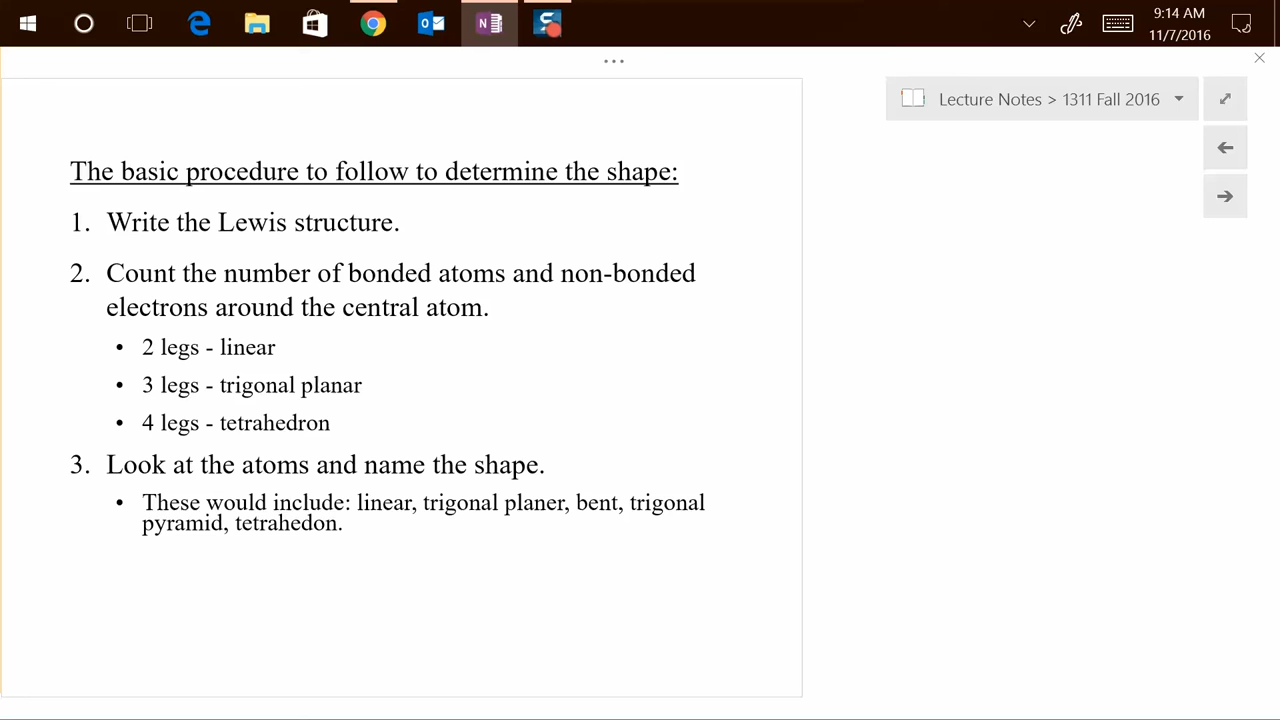 9:14 AM
11/7/2016
Lecture Notes > 1311 Fall 2016
The basic procedure to follow to determine the shape:
1. Write the Lewis structure.
2. Count the number of bonded atoms and non-bonded
electrons around the central atom.
• 2 legs - linear
• 3 legs - trigonal planar
• 4 legs - tetrahedron
3. Look at the atoms and name the shape.
• These would include: linear, trigonal planer, bent, trigonal
pyramid, tetrahedon.